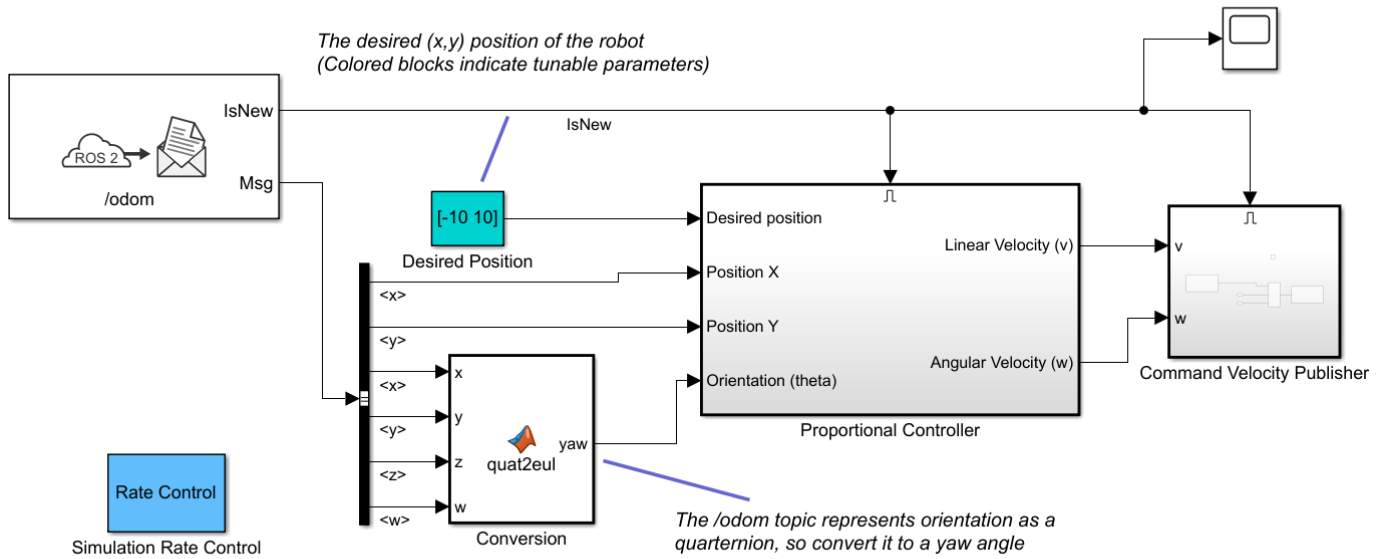 The desired (x,y) position of the robot
(Colored blocks indicate tunable parameters)
IsNew
IsNew
ROS 2
Msg
/odom
[-10 10]
Desired Position
Desired position
Position X
Position Y
Orientation (theta)
Linear Velocity (v)
Angular Velocity (w)
Proportional Controller
v
w
Command Velocity Publisher
<x>
<y>
<x>
<y>
<z>
<w>
x
y
z
w
yaw
quat2eul
Conversion
Rate Control
Simulation Rate Control
The /odom topic represents orientation as a
quarternion, so convert it to a yaw angle